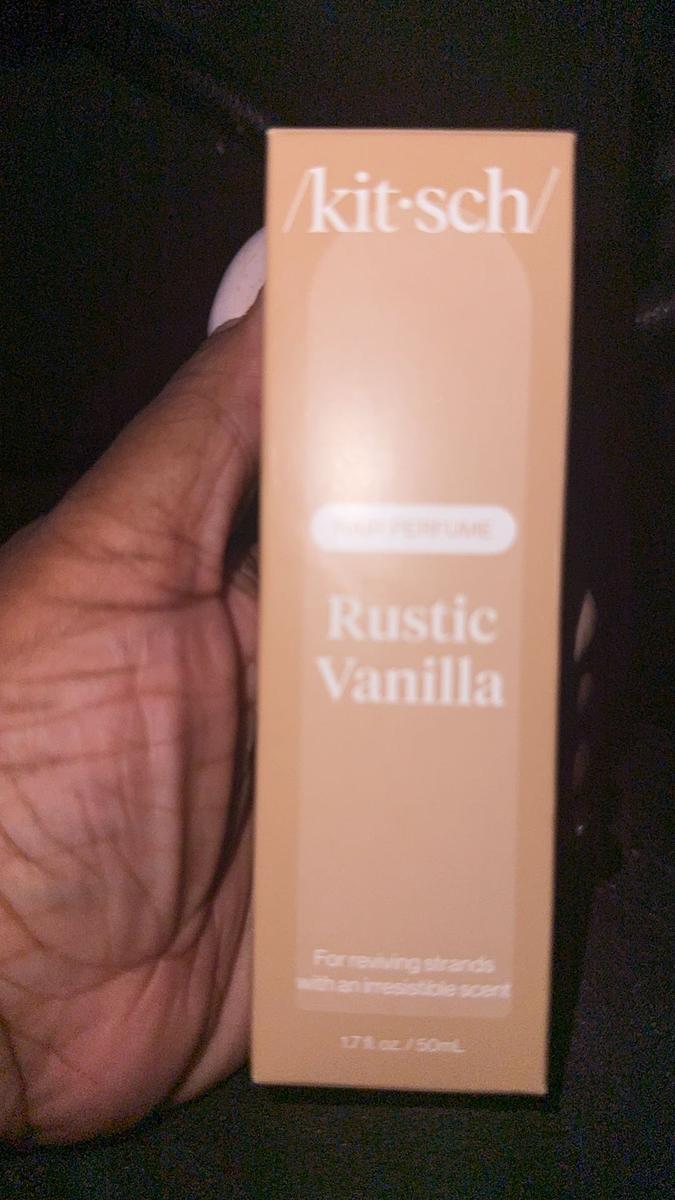 /kit·sch/
HAIR PERFUME
Rustic
Vanilla
For reviving strands
with an irresistible scent
1.7 fl. oz. / 50mL